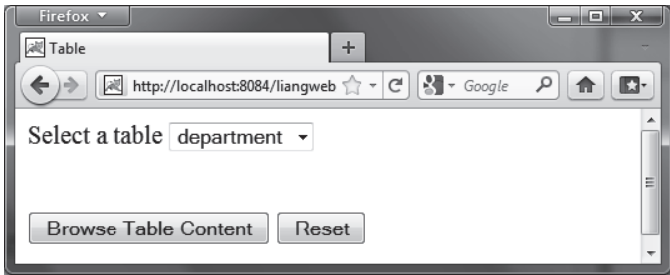 Firefox
Table
http://localhost:8084/liangweb
Google
Select a table department
Browse Table Content Reset